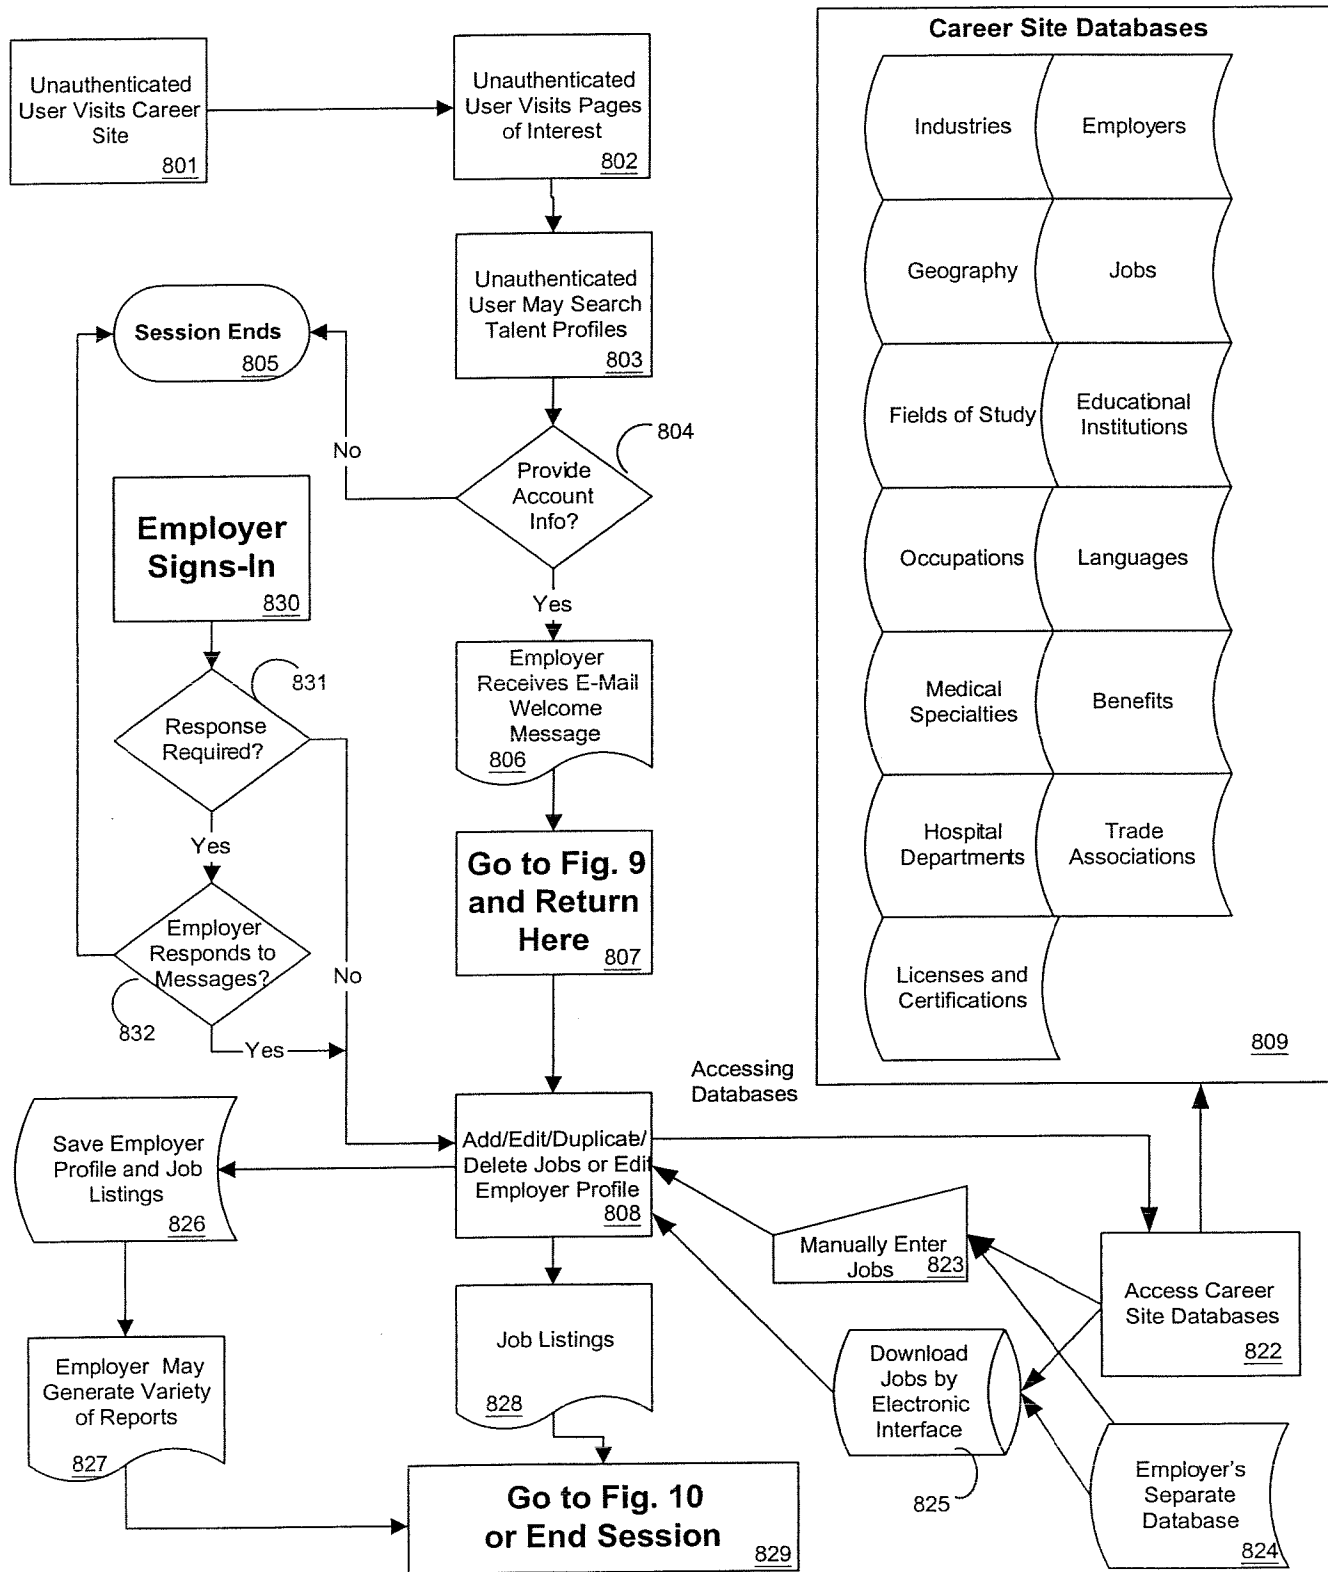 Career Site Databases
Unauthenticated
User Visits Career
Site
801
Unauthenticated
User Visits Pages
of Interest
802
Industries
Employers
Unauthenticated
User May Search
Talent Profiles
803
Geography
Jobs
Session Ends
805
No
804
Provide
Account
Info?
Fields of Study
Educational
Institutions
Employer
Signs-In
830
Yes
Occupations
Languages
831
Response
Required?
Employer
Receives E-Mail
Welcome
Message
806
Medical
Specialties
Benefits
Yes
Go to Fig. 9
and Return
Here
807
Hospital
Departments
Trade
Associations
Employer
Responds to
Messages?
No
832
Yes
Licenses and
Certifications
809
Accessing
Databases
Save Employer
Profile and Job
Listings
826
Add/Edit/Duplicate/
Delete Jobs or Edit
Employer Profile
808
Manually Enter
Jobs
823
Access Career
Site Databases
822
Employer May
Generate Variety
of Reports
827
Job Listings
828
Download
Jobs by
Electronic
Interface
825
Employer's
Separate
Database
824
Go to Fig. 10
or End Session
829